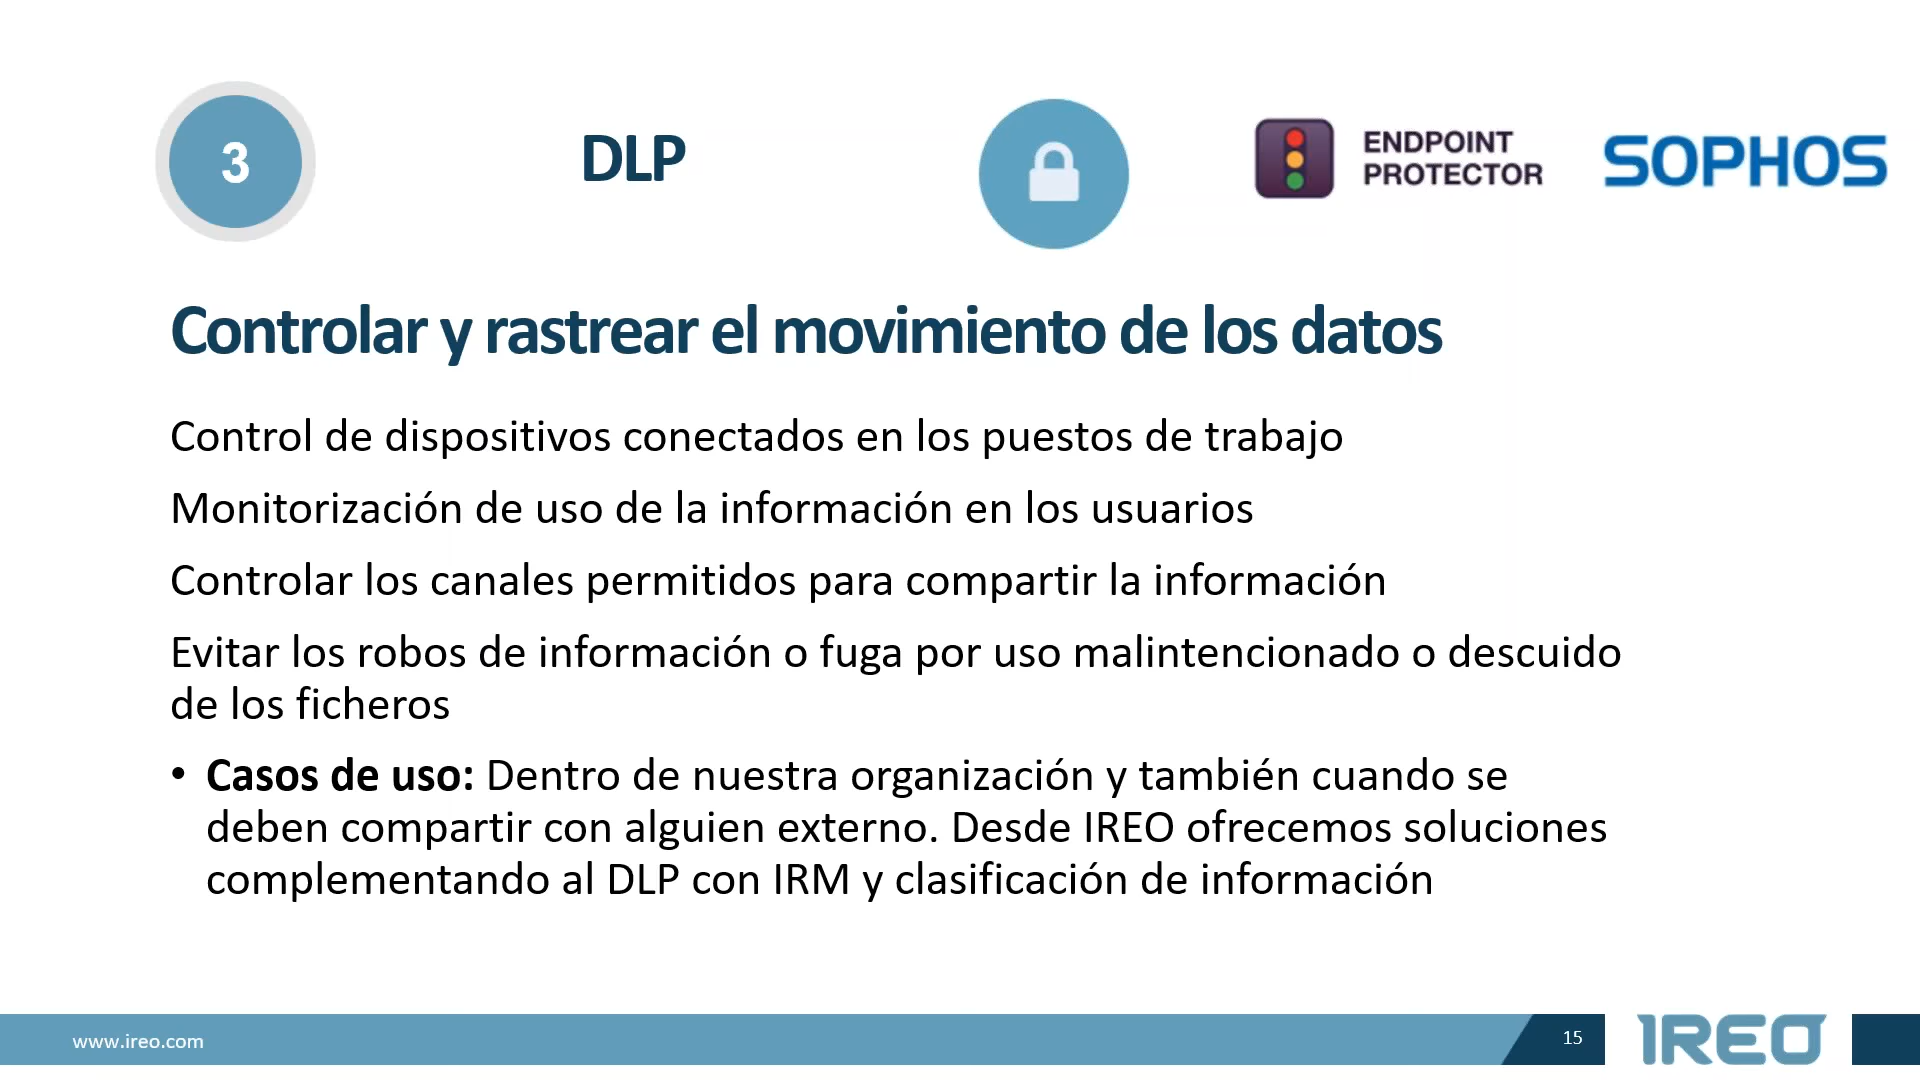 3
DLP
ENDPOINT
PROTECTOR
SOPHOS
Controlar y rastrear el movimiento de los datos
Control de dispositivos conectados en los puestos de trabajo
Monitorización de uso de la información en los usuarios
Controlar los canales permitidos para compartir la información
Evitar los robos de información o fuga por uso malintencionado o descuido
de los ficheros
• Casos de uso: Dentro de nuestra organización y también cuando se
deben compartir con alguien externo. Desde IREO ofrecemos soluciones
complementando al DLP con IRM y clasificación de información
www.ireo.com
15
IREO